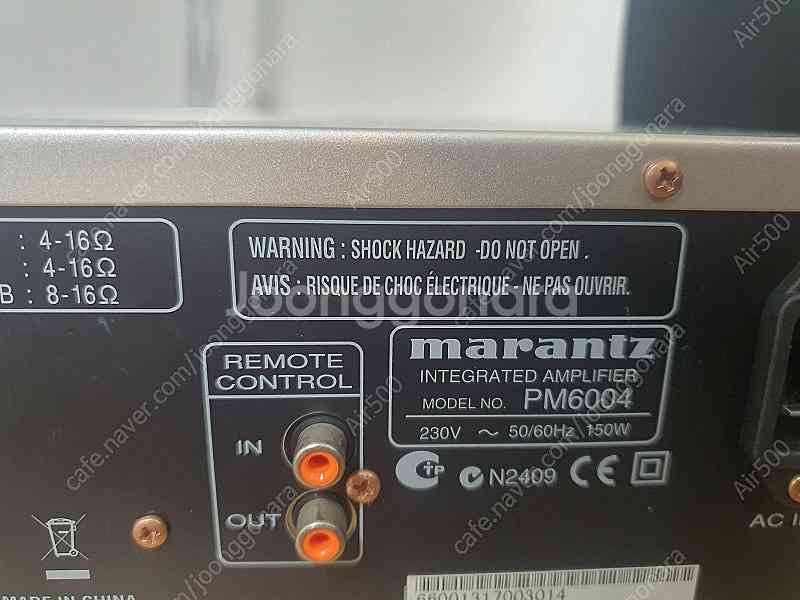 : 4-16Ω
: 4-16Ω
B : 8-16Ω
WARNING : SHOCK HAZARD -DO NOT OPEN .
AVIS : RISQUE DE CHOC ÉLECTRIQUE - NE PAS OUVRIR.
Joonggonara
REMOTE
CONTROL
IN
OUT
marantz
INTEGRATED AMPLIFIER
MODEL NO. PM6004
230V ~ 50/60Hz 150W
N2409 CE
AC I
MADE IN CHINA
66001317003014
cafe.naver.com/joonggonara
Air500